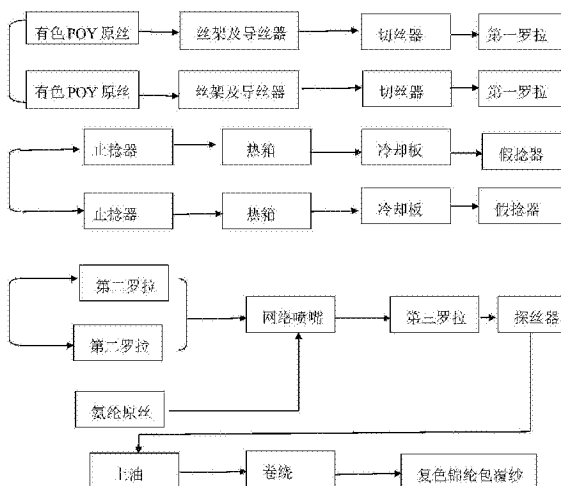 有色POY原丝 丝架及导丝器 切丝器 第一罗拉
有色POY原丝 丝架及导丝器 切丝器 第一罗拉
止捻器 热箱 冷却板 假捻器
止捻器 热箱 冷却板 假捻器
第二罗拉
网络喷嘴 第三罗拉 探丝器
第二罗拉
氨纶原丝
上油 卷绕 复色锦纶包覆纱